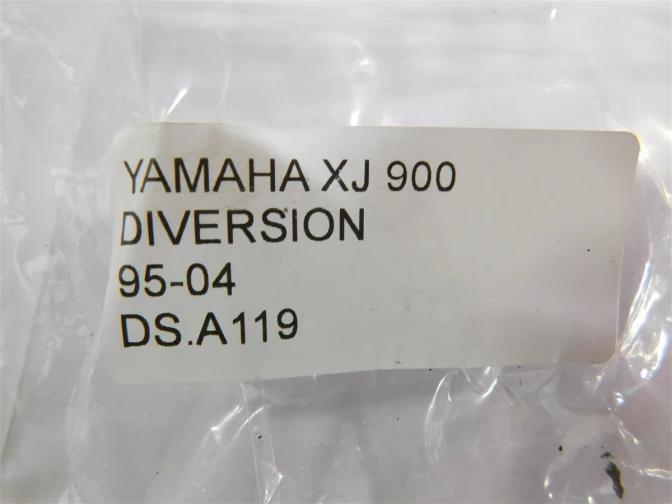 YAMAHA XJ 900
DIVERSION
95-04
DS.A119